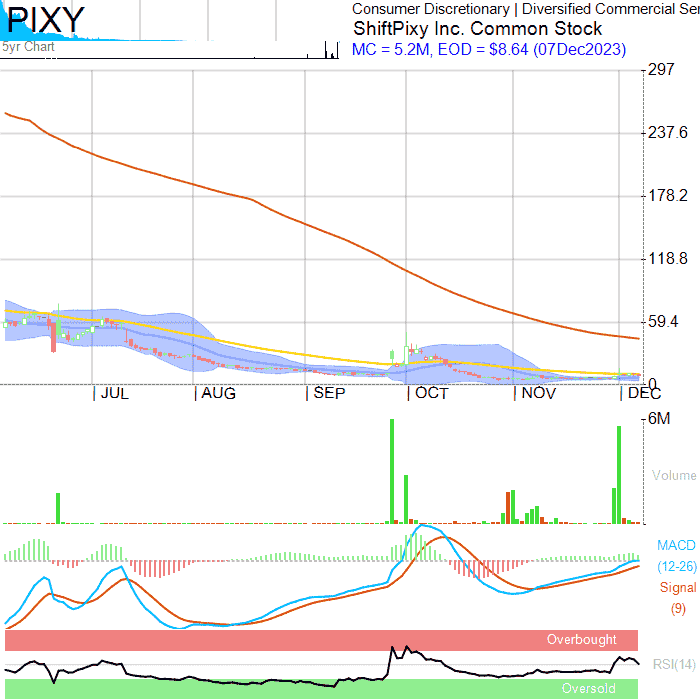 PIXY
5yr Chart
Consumer Discretionary | Diversified Commercial Ser
ShiftPixy Inc. Common Stock
MC = 5.2M, EOD = $8.64 (07Dec2023)
297
237.6
178.2
118.8
59.4
0
JUL AUG SEP OCT NOV DEC
6M
Volume
MACD
(12-26)
Signal
(9)
Overbought
RSI(14)
Oversold